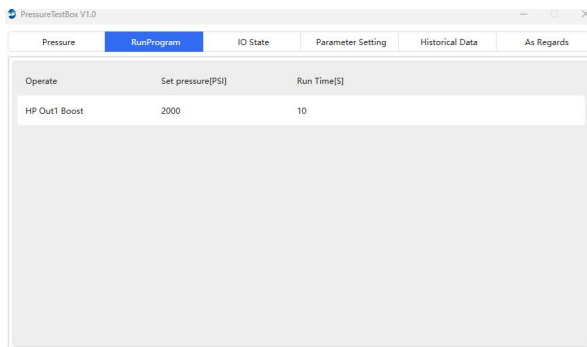 PressureTestBox V1.0
Pressure RunProgram IO State Parameter Setting Historical Data As Regards
Operate Set pressure[PSI] Run Time[S]
HP Out1 Boost 2000 10